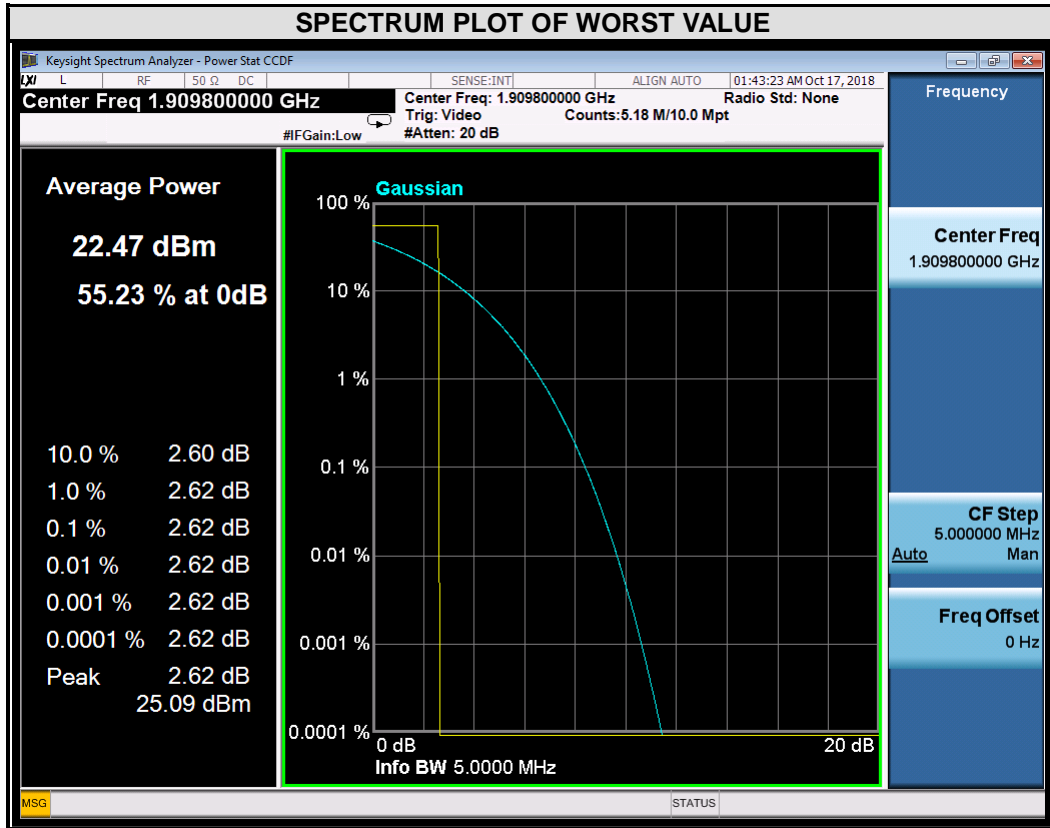 SPECTRUM PLOT OF WORST VALUE
Keysight Spectrum Analyzer - Power Stat CCDF
LXI L RF 50 Ω DC SENSE:INT ALIGN AUTO 01:43:23 AM Oct 17, 2018
Center Freq 1.909800000 GHz
#IFGain:Low
Center Freq: 1.909800000 GHz Radio Std: None
Trig: Video Counts:5.18 M/10.0 Mpt
#Atten: 20 dB
Average Power
22.47 dBm
55.23 % at 0dB
10.0 % 2.60 dB
1.0 % 2.62 dB
0.1 % 2.62 dB
0.01 % 2.62 dB
0.001 % 2.62 dB
0.0001 % 2.62 dB
Peak 2.62 dB
25.09 dBm
Gaussian
100 %
10 %
1 %
0.1 %
0.01 %
0.001 %
0.0001 %
0 dB 20 dB
Info BW 5.0000 MHz
Frequency
Center Freq
1.909800000 GHz
CF Step
5.000000 MHz
Auto Man
Freq Offset
0 Hz
MSG STATUS